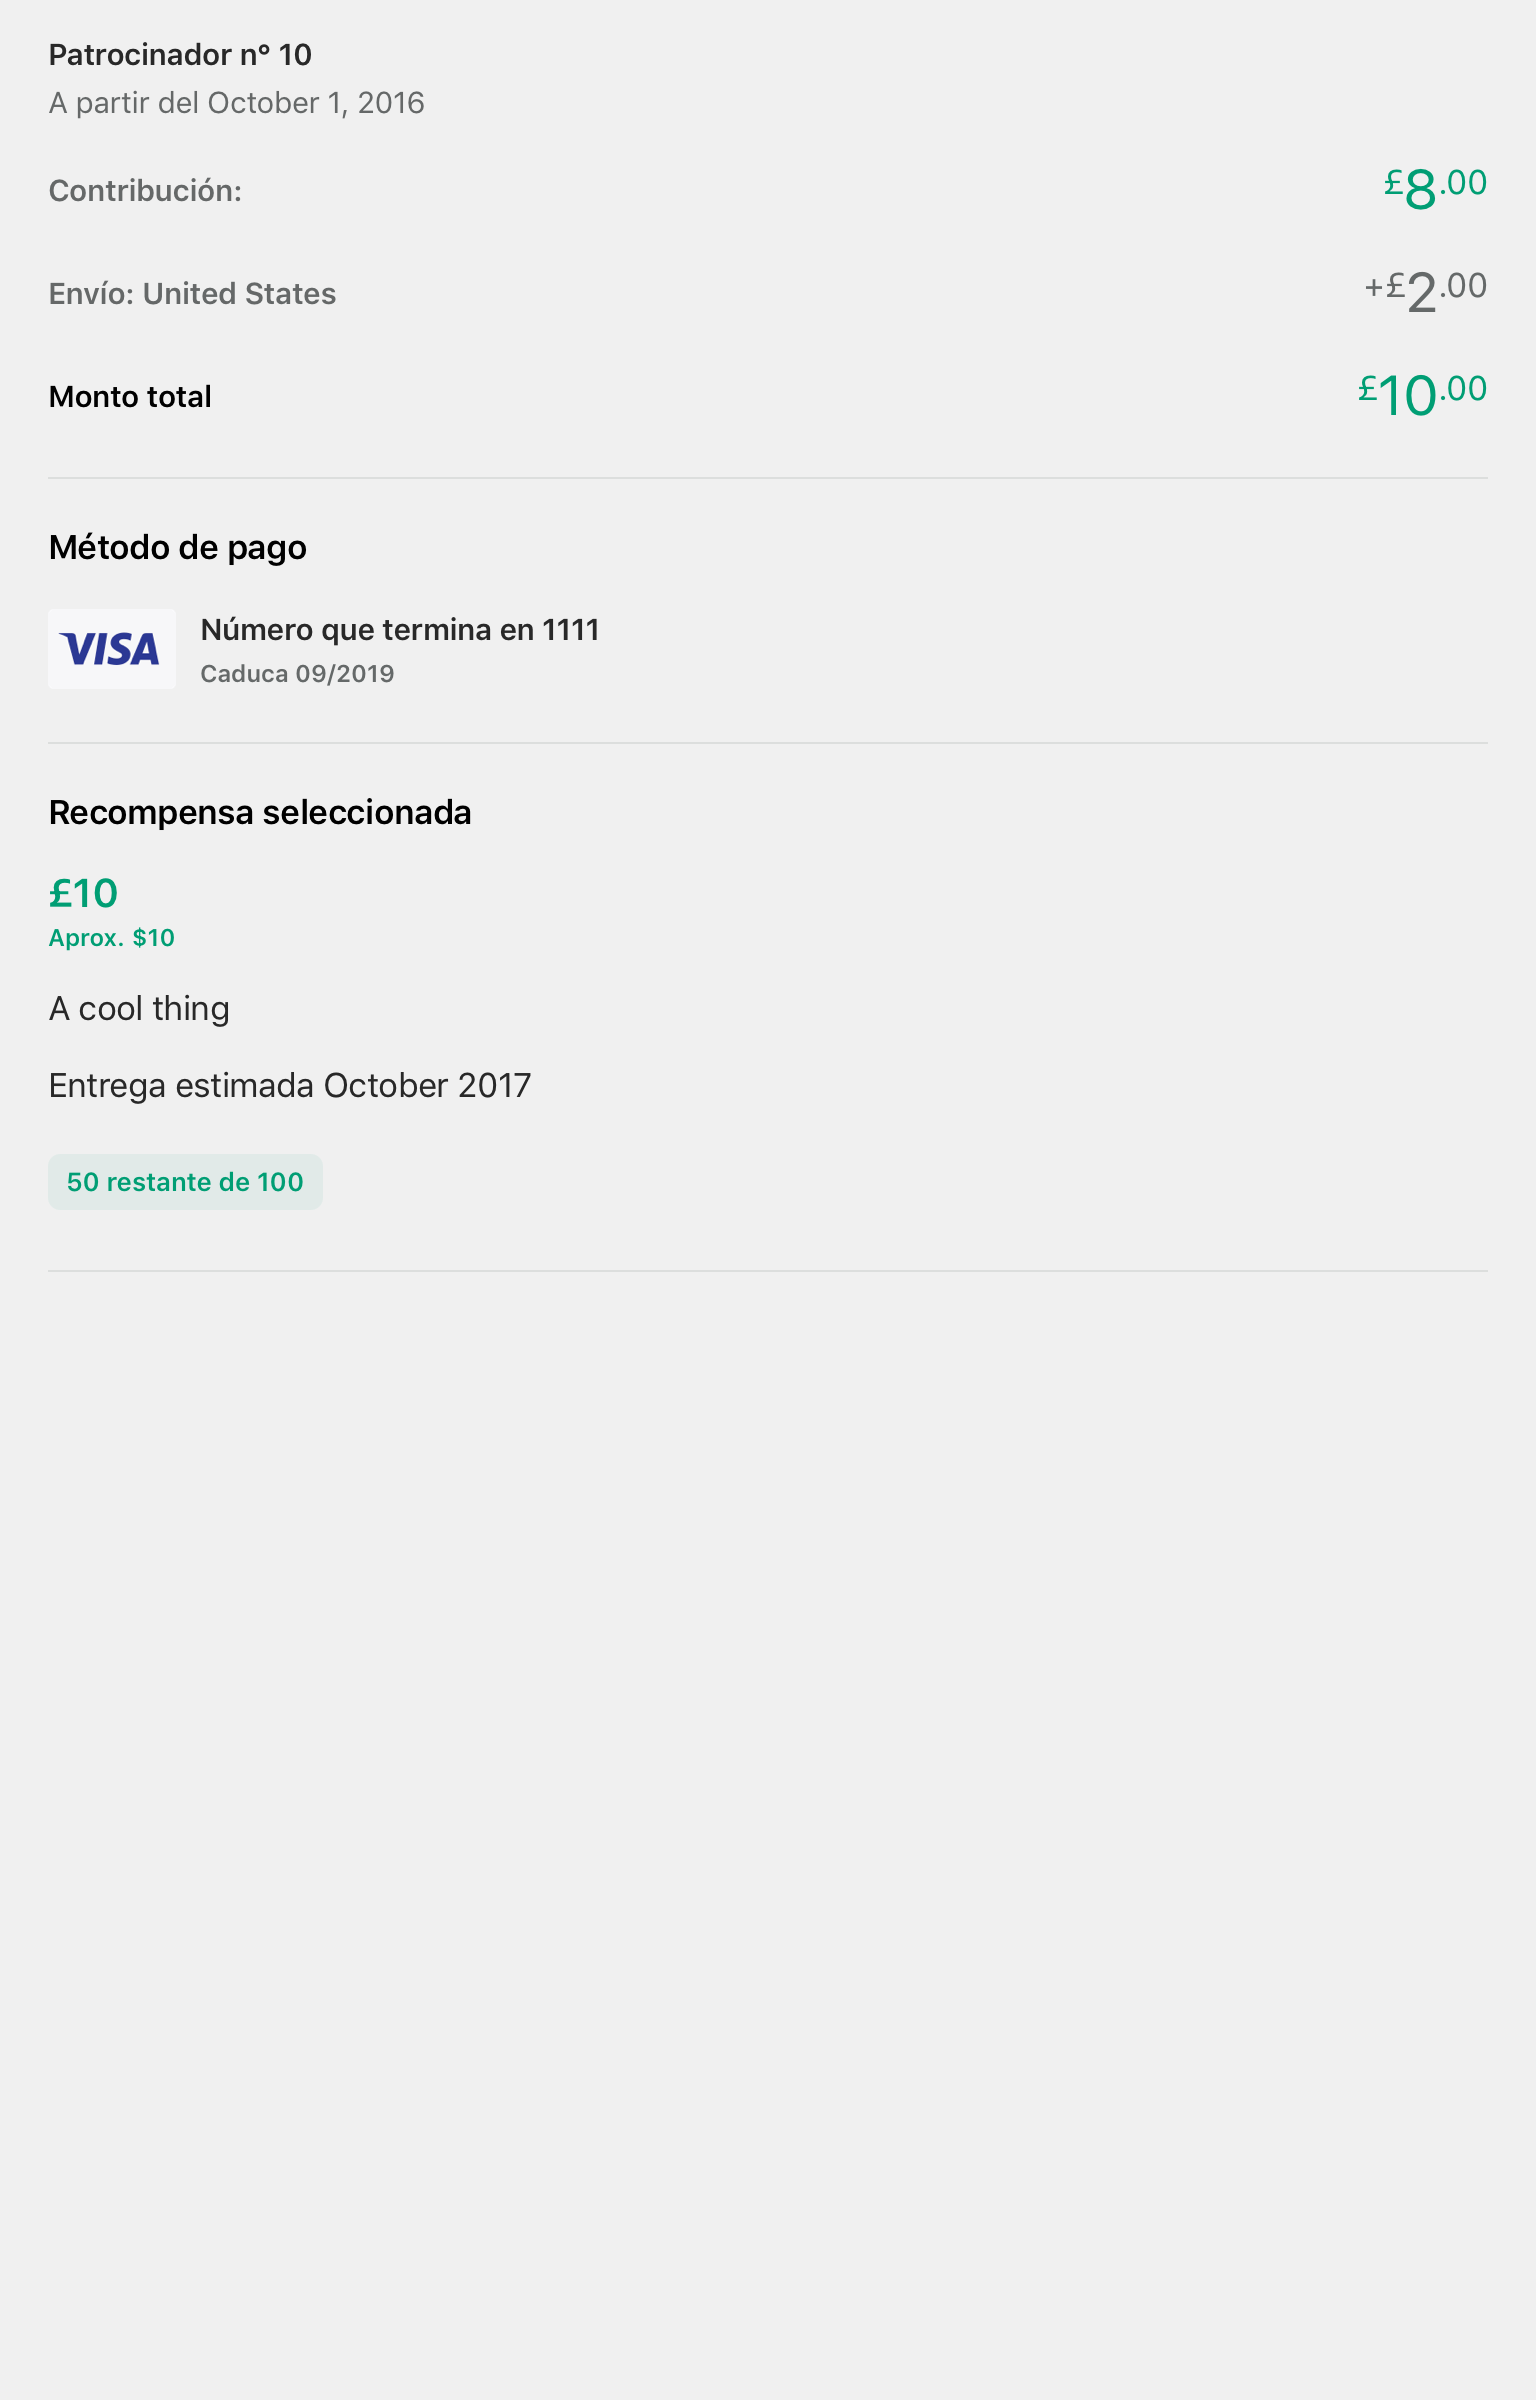 Patrocinador nº 10
A partir del October 1, 2016
Contribución: £8.00
Envío: United States +£2.00
Monto total £10.00
Método de pago
VISA
Número que termina en 1111
Caduca 09/2019
Recompensa seleccionada
£10
Aprox. $10
A cool thing
Entrega estimada October 2017
50 restante de 100